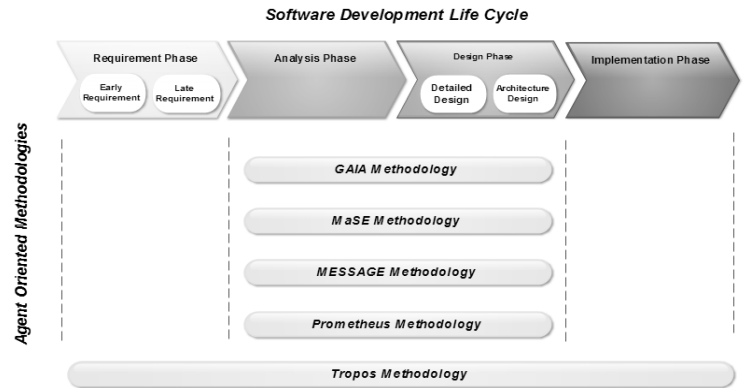 Software Development Life Cycle
Requirement Phase
Early
Requirement
Late
Requirement
Analysis Phase
Design Phase
Detailed
Design
Architecture
Design
Implementation Phase
Agent Oriented Methodologies
GAIA Methodology
MaSE Methodology
MESSAGE Methodology
Prometheus Methodology
Tropos Methodology